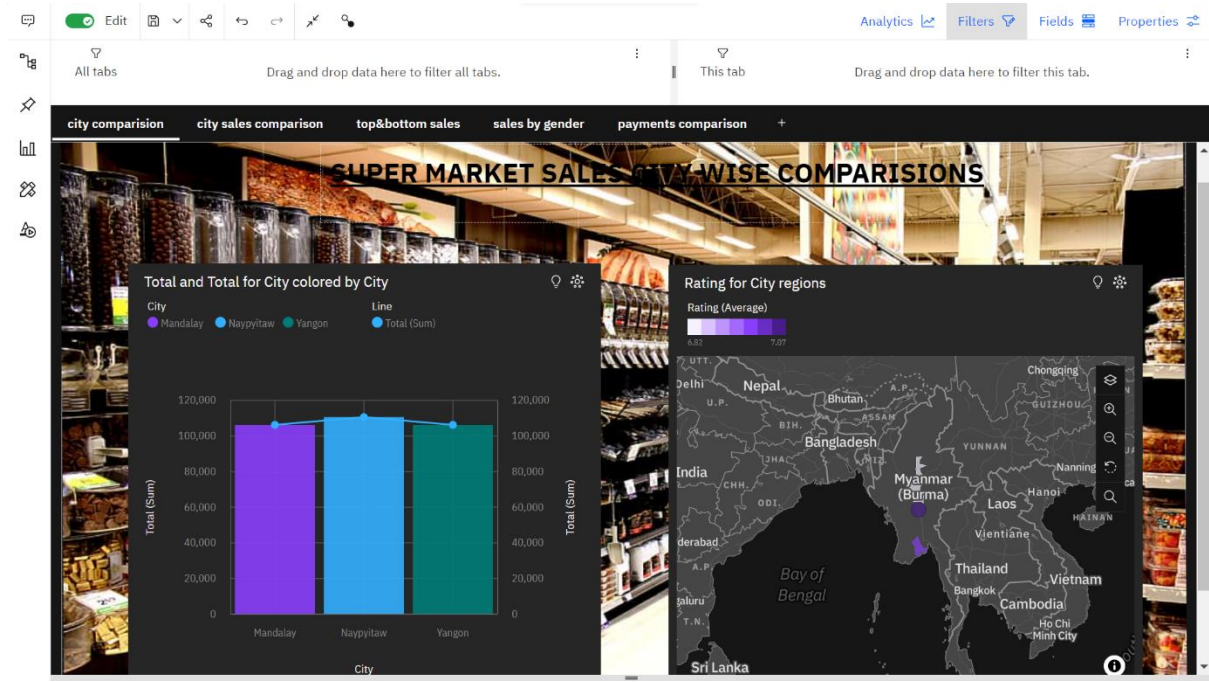 Edit
Analytics
Filters
Fields
Properties
All tabs
Drag and drop data here to filter all tabs.
This tab
Drag and drop data here to filter this tab.
city comparision
city sales comparison
top&bottom sales
sales by gender
payments comparison
+
SUPER MARKET SALES CITY-WISE COMPARISIONS
Total and Total for City colored by City
City
Line
Mandalay
Naypyitaw
Yangon
Total (Sum)
120,000
100,000
80,000
60,000
40,000
20,000
0
Total (Sum)
120,000
100,000
80,000
60,000
40,000
20,000
0
Total (Sum)
Mandalay
Naypyitaw
Yangon
City
Rating for City regions
Rating (Average)
6.82
7.07
UTT.
Delhi
Nepal
U.P.
Bhutan
A.P.
ASSAM
BIH.
Bangladesh
JHA.
India
CHH.
ODI.
Chongqing
GUIZHOU
YUNNAN
Nanning
Myanmar
(Burma)
Laos
Hanoi
HAINAN
Vientiane
derabad
A.P.
Bay of
Bengal
Thailand
Bangkok
Vietnam
Cambodia
galuru
T.N.
Ho Chi
Minh City
Sri Lanka